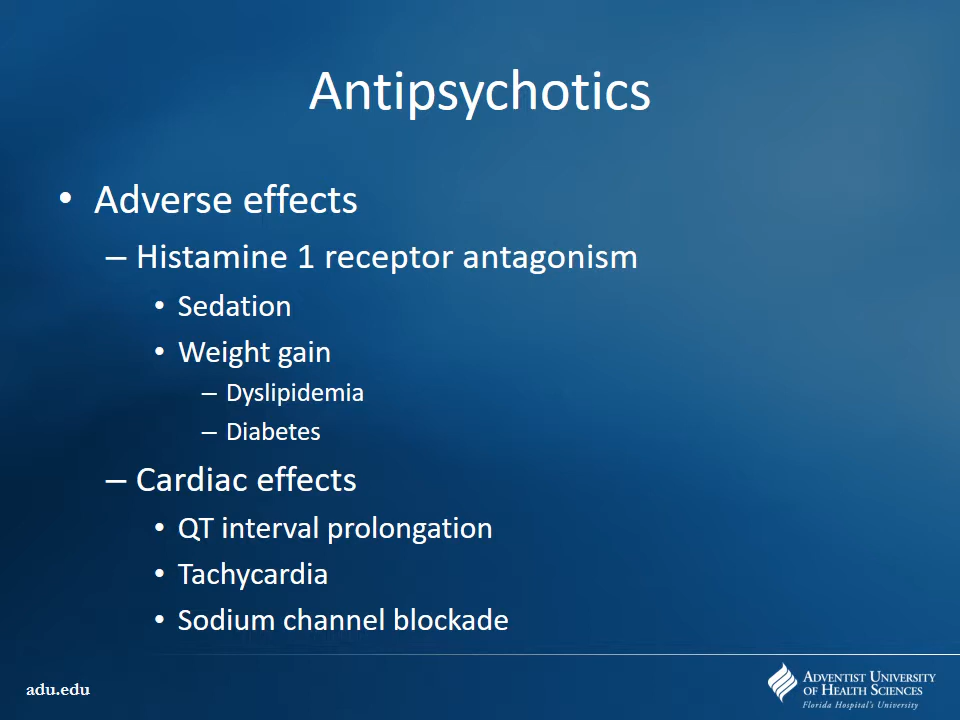 Antipsychotics
• Adverse effects
– Histamine 1 receptor antagonism
• Sedation
• Weight gain
– Dyslipidemia
– Diabetes
– Cardiac effects
• QT interval prolongation
• Tachycardia
• Sodium channel blockade
adu.edu
ADVENTIST UNIVERSITY
OF HEALTH SCIENCES
Florida Hospital's University